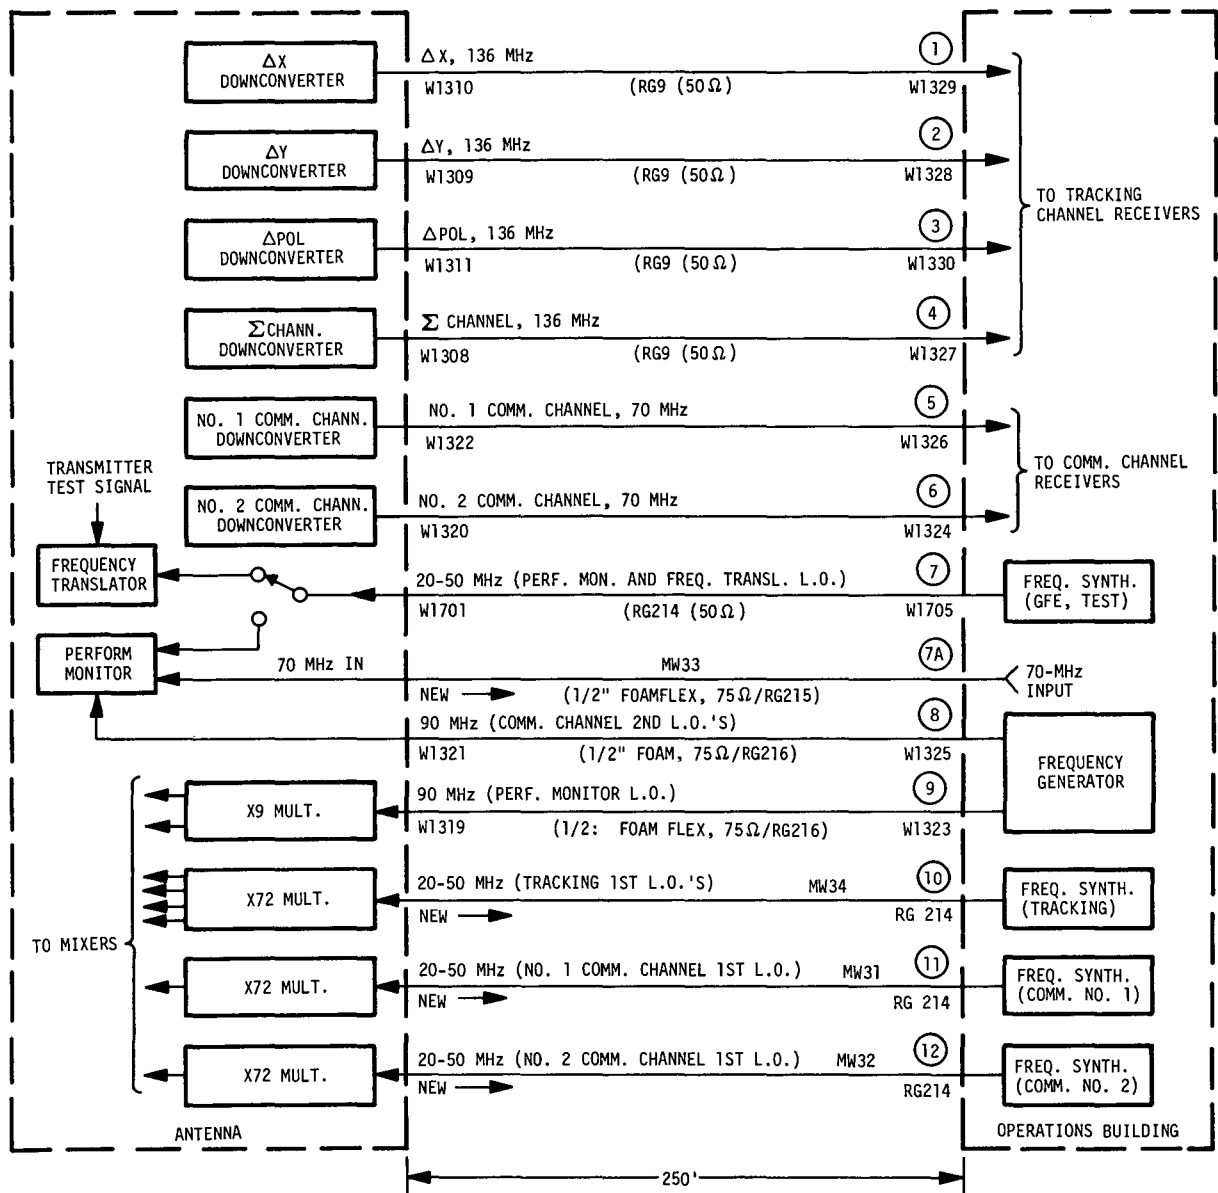 ΔX
DOWNCONVERTER
ΔX, 136 MHz
W1310
(RG9 (50Ω)
1
W1329
ΔY
DOWNCONVERTER
ΔY, 136 MHz
W1309
(RG9 (50Ω)
2
W1328
TO TRACKING
CHANNEL RECEIVERS
ΔPOL
DOWNCONVERTER
ΔPOL, 136 MHz
W1311
(RG9 (50Ω)
3
W1330
ΣCHANN.
DOWNCONVERTER
Σ CHANNEL, 136 MHz
W1308
(RG9 (50Ω)
4
W1327
NO. 1 COMM. CHANN.
DOWNCONVERTER
NO. 1 COMM. CHANNEL, 70 MHz
W1322
5
W1326
TO COMM. CHANNEL
RECEIVERS
TRANSMITTER
TEST SIGNAL
NO. 2 COMM. CHANN.
DOWNCONVERTER
NO. 2 COMM. CHANNEL, 70 MHz
W1320
6
W1324
FREQUENCY
TRANSLATOR
20-50 MHz (PERF. MON. AND FREQ. TRANSL. L.O.)
W1701
(RG214 (50Ω)
7
W1705
FREQ. SYNTH.
(GFE, TEST)
PERFORM
MONITOR
70 MHz IN
MW33
7A
NEW
(1/2" FOAMFLEX, 75Ω/RG215)
70-MHz
INPUT
90 MHz (COMM. CHANNEL 2ND L.O.'S)
W1321
(1/2" FOAM, 75Ω/RG216)
8
W1325
FREQUENCY
GENERATOR
X9 MULT.
90 MHz (PERF. MONITOR L.O.)
W1319
(1/2: FOAM FLEX, 75Ω/RG216)
9
W1323
X72 MULT.
20-50 MHz (TRACKING 1ST L.O.'S)
MW34
10
NEW
RG 214
FREQ. SYNTH.
(TRACKING)
TO MIXERS
X72 MULT.
20-50 MHz (NO. 1 COMM. CHANNEL 1ST L.O.)
MW31
11
NEW
RG 214
FREQ. SYNTH.
(COMM. NO. 1)
X72 MULT.
20-50 MHz (NO. 2 COMM. CHANNEL 1ST L.O.)
MW32
12
NEW
RG214
FREQ. SYNTH.
(COMM. NO. 2)
ANTENNA
OPERATIONS BUILDING
250'